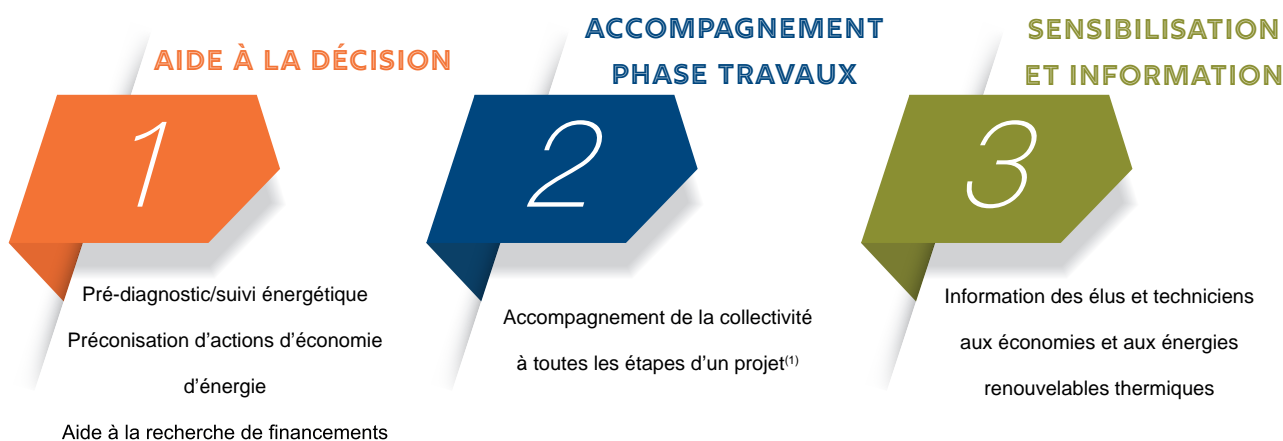 AIDE À LA DÉCISION
1
Pré-diagnostic/suivi énergétique
Préconisation d'actions d'économie
d'énergie
Aide à la recherche de financements
ACCOMPAGNEMENT
PHASE TRAVAUX
2
Accompagnement de la collectivité
à toutes les étapes d'un projet(1)
SENSIBILISATION
ET INFORMATION
3
Information des élus et techniciens
aux économies et aux énergies
renouvelables thermiques